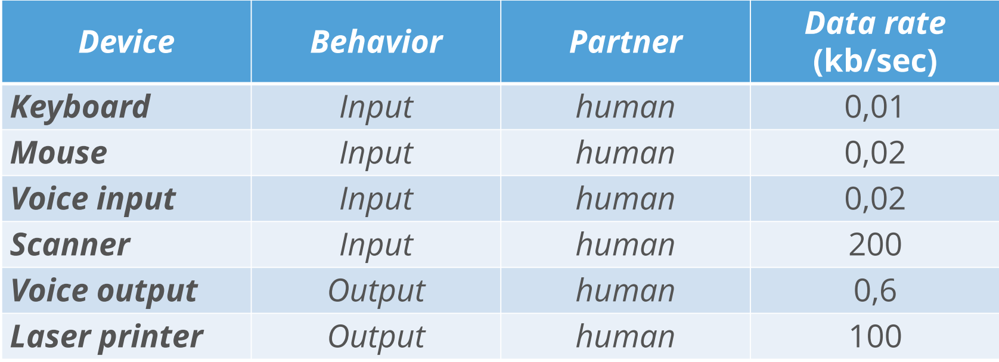 Device Behavior Partner Data rate
(kb/sec)
Keyboard Input human 0,01
Mouse Input human 0,02
Voice input Input human 0,02
Scanner Input human 200
Voice output Output human 0,6
Laser printer Output human 100